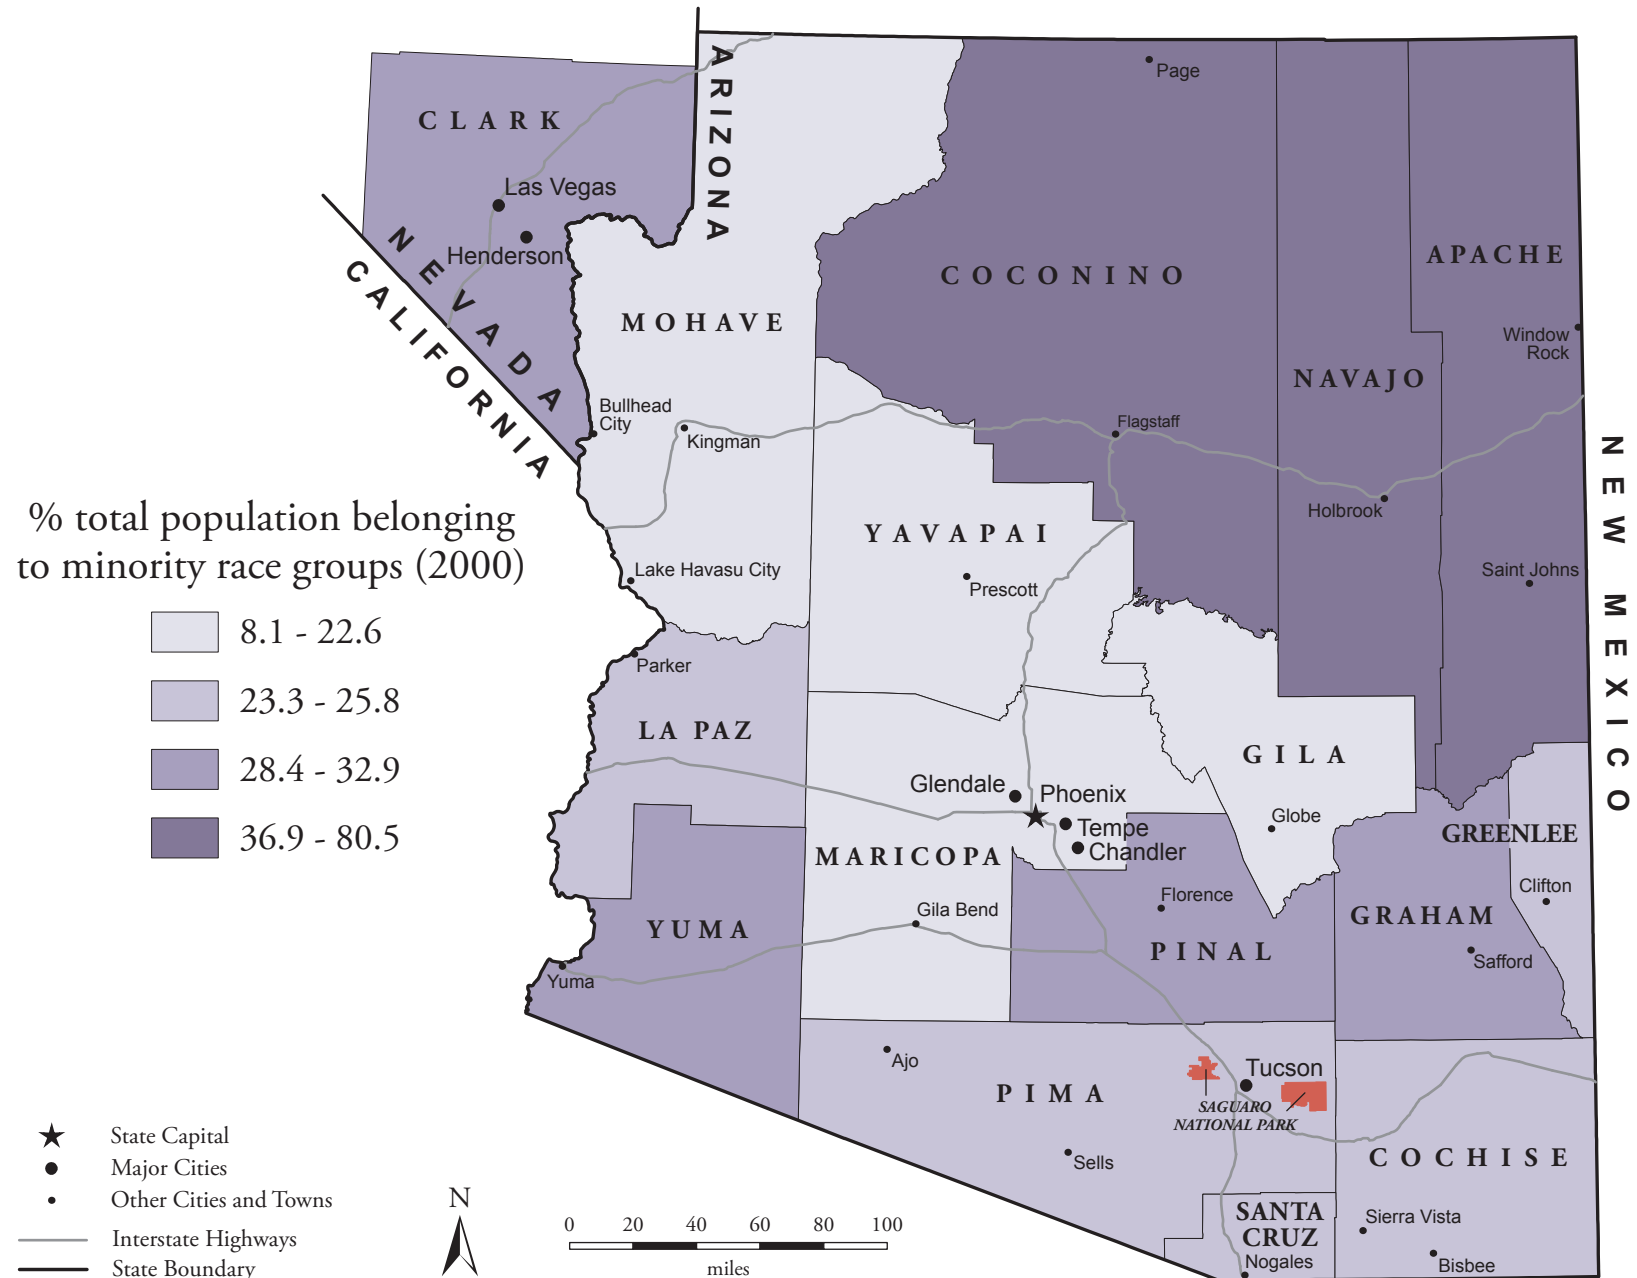 ARIZONA
Page
CLARK
Las Vegas
Henderson
NEVADA
CALIFORNIA
COCONINO
APACHE
MOHAVE
Window
Rock
NAVAJO
Bullhead
City
Kingman
Flagstaff
NEW MEXICO
Holbrook
% total population belonging
to minority race groups (2000)
8.1 - 22.6
23.3 - 25.8
28.4 - 32.9
36.9 - 80.5
YAVAPAI
Lake Havasu City
Prescott
Saint Johns
Parker
LA PAZ
GILA
Glendale
Phoenix
Tempe
Chandler
Globe
GREENLEE
MARICOPA
Clifton
Florence
Gila Bend
GRAHAM
YUMA
PINAL
Safford
Yuma
Ajo
Tucson
PIMA
SAGUARO
NATIONAL PARK
Sells
COCHISE
SANTA
CRUZ
Sierra Vista
Nogales
Bisbee
State Capital
Major Cities
Other Cities and Towns
Interstate Highways
State Boundary
N
0 20 40 60 80 100
miles